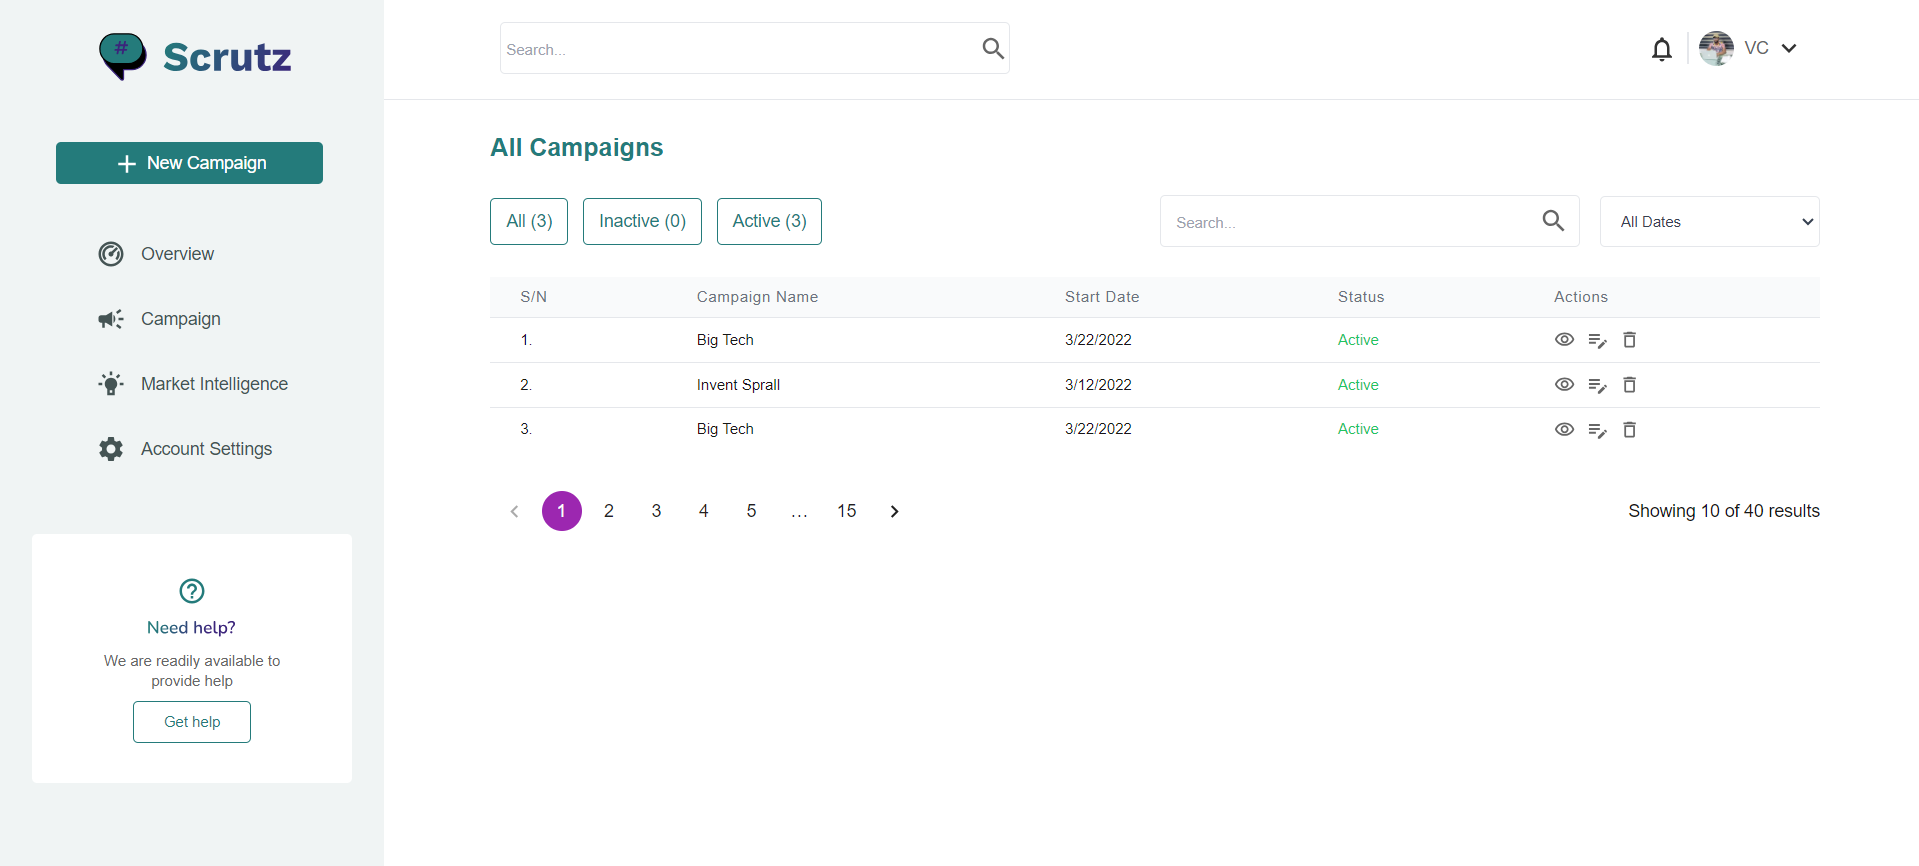 #
Scrutz
Search...
VC
New Campaign
Overview
Campaign
Market Intelligence
Account Settings
Need help?
We are readily available to
provide help
Get help
All Campaigns
All (3) Inactive (0) Active (3) Search... All Dates
S/N Campaign Name Start Date Status Actions
1. Big Tech 3/22/2022 Active
2. Invent Sprall 3/12/2022 Active
3. Big Tech 3/22/2022 Active
1 2 3 4 5 ... 15 Showing 10 of 40 results